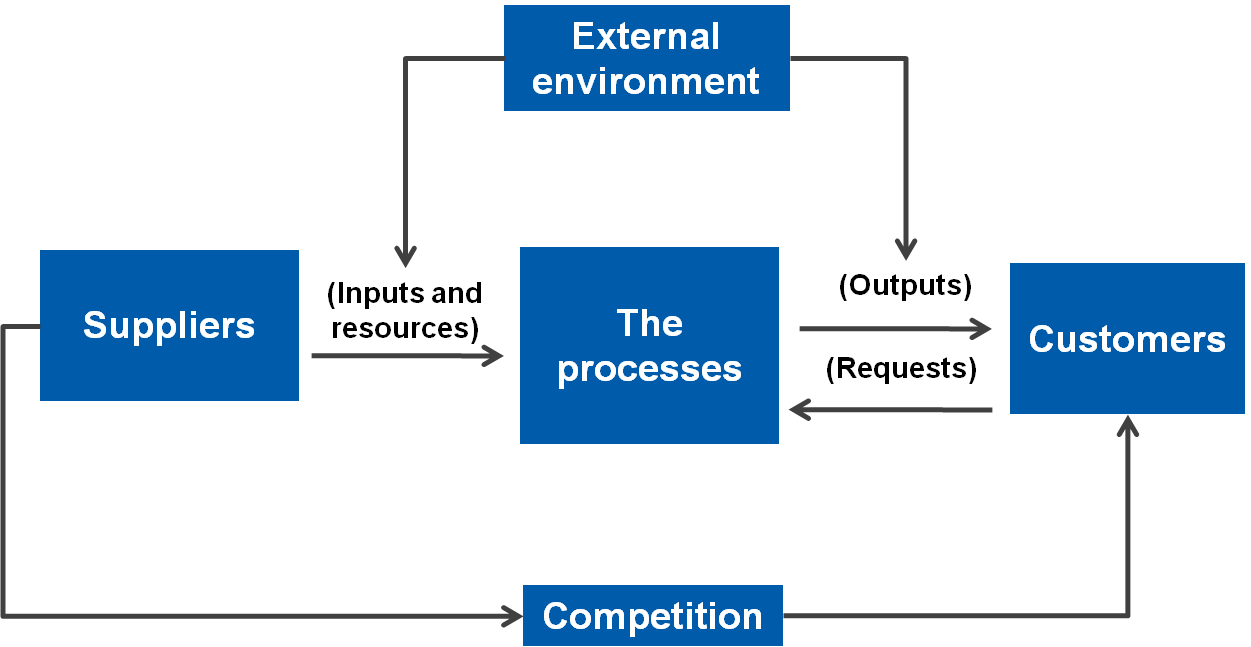 External
environment
Suppliers
(Inputs and
resources)
The
processes
(Outputs)
(Requests)
Customers
Competition